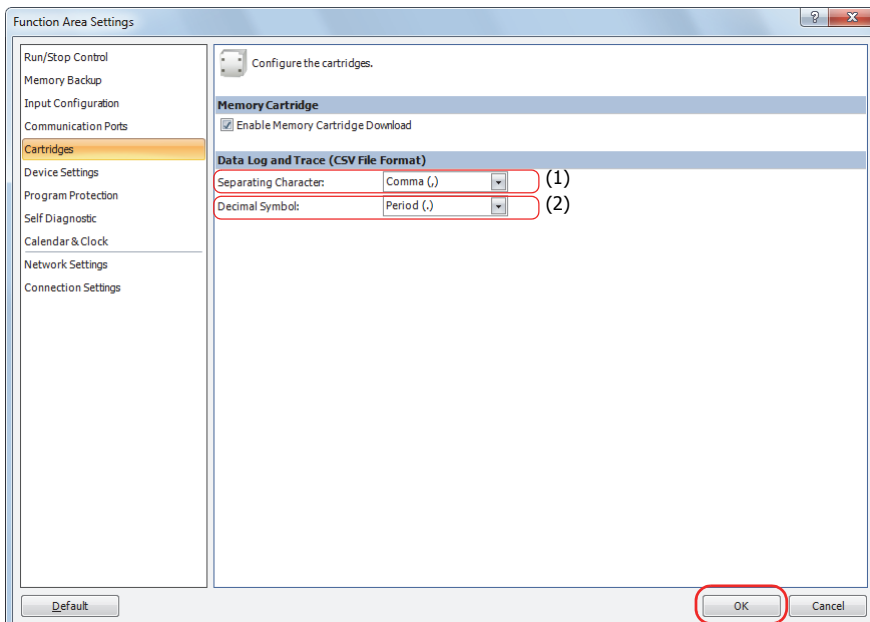 Function Area Settings
Run/Stop Control
Memory Backup
Input Configuration
Communication Ports
Cartridges
Device Settings
Program Protection
Self Diagnostic
Calendar & Clock
Network Settings
Connection Settings
Configure the cartridges.
Memory Cartridge
Enable Memory Cartridge Download
Data Log and Trace (CSV File Format)
Separating Character: Comma (,) (1)
Decimal Symbol: Period (.) (2)
Default OK Cancel